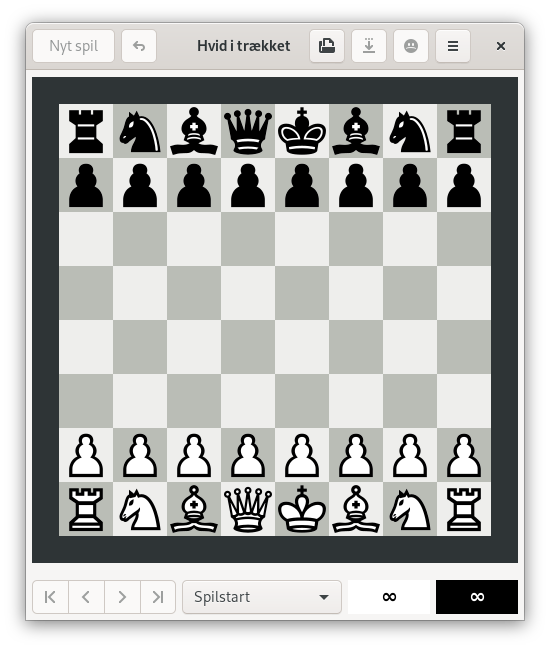 Nyt spil
Hvid i trækket
Spilstart
∞
∞